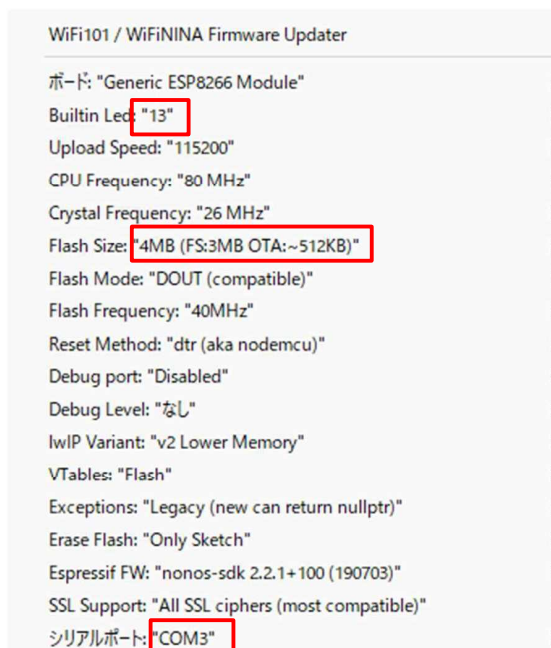 WiFi101 / WiFiNINA Firmware Updater
ボード: "Generic ESP8266 Module"
Builtin Led: "13"
Upload Speed: "115200"
CPU Frequency: "80 MHz"
Crystal Frequency: "26 MHz"
Flash Size: "4MB (FS:3MB OTA:~512KB)"
Flash Mode: "DOUT (compatible)"
Flash Frequency: "40MHz"
Reset Method: "dtr (aka nodemcu)"
Debug port: "Disabled"
Debug Level: "なし"
lwIP Variant: "v2 Lower Memory"
VTables: "Flash"
Exceptions: "Legacy (new can return nullptr)"
Erase Flash: "Only Sketch"
Espressif FW: "nonos-sdk 2.2.1+100 (190703)"
SSL Support: "All SSL ciphers (most compatible)"
シリアルポート: "COM3"